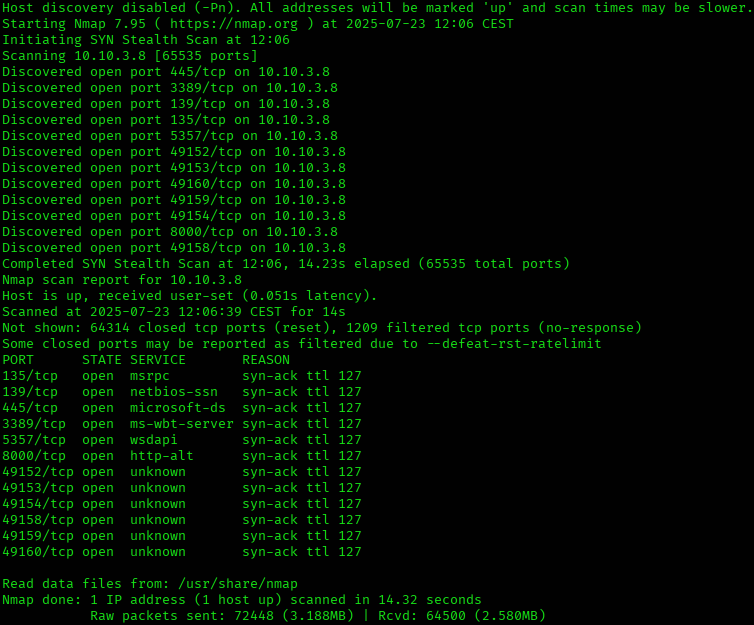 Host discovery disabled (-Pn). All addresses will be marked 'up' and scan times may be slower.
Starting Nmap 7.95 ( https://nmap.org ) at 2025-07-23 12:06 CEST
Initiating SYN Stealth Scan at 12:06
Scanning 10.10.3.8 [65535 ports]
Discovered open port 445/tcp on 10.10.3.8
Discovered open port 3389/tcp on 10.10.3.8
Discovered open port 139/tcp on 10.10.3.8
Discovered open port 135/tcp on 10.10.3.8
Discovered open port 5357/tcp on 10.10.3.8
Discovered open port 49152/tcp on 10.10.3.8
Discovered open port 49153/tcp on 10.10.3.8
Discovered open port 49160/tcp on 10.10.3.8
Discovered open port 49159/tcp on 10.10.3.8
Discovered open port 49154/tcp on 10.10.3.8
Discovered open port 8000/tcp on 10.10.3.8
Discovered open port 49158/tcp on 10.10.3.8
Completed SYN Stealth Scan at 12:06, 14.23s elapsed (65535 total ports)
Nmap scan report for 10.10.3.8
Host is up, received user-set (0.051s latency).
Scanned at 2025-07-23 12:06:39 CEST for 14s
Not shown: 64314 closed tcp ports (reset), 1209 filtered tcp ports (no-response)
Some closed ports may be reported as filtered due to --defeat-rst-ratelimit
PORT      STATE SERVICE       REASON
135/tcp   open  msrpc         syn-ack ttl 127
139/tcp   open  netbios-ssn   syn-ack ttl 127
445/tcp   open  microsoft-ds  syn-ack ttl 127
3389/tcp  open  ms-wbt-server syn-ack ttl 127
5357/tcp  open  wsdapi        syn-ack ttl 127
8000/tcp  open  http-alt      syn-ack ttl 127
49152/tcp open  unknown       syn-ack ttl 127
49153/tcp open  unknown       syn-ack ttl 127
49154/tcp open  unknown       syn-ack ttl 127
49158/tcp open  unknown       syn-ack ttl 127
49159/tcp open  unknown       syn-ack ttl 127
49160/tcp open  unknown       syn-ack ttl 127
Read data files from: /usr/share/nmap
Nmap done: 1 IP address (1 host up) scanned in 14.32 seconds
           Raw packets sent: 72448 (3.188MB) | Rcvd: 64500 (2.580MB)